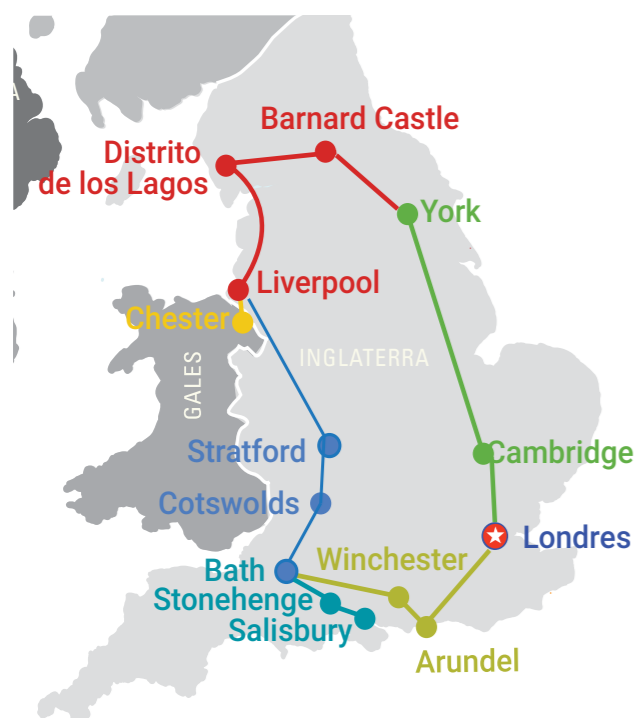 A
Barnard Castle
Distrito
de los Lagos
York
Liverpool
Chester
INGLATERRA
GALES
Stratford
Cambridge
Cotswolds
Londres
Winchester
Bath
Stonehenge
Salisbury
Arundel